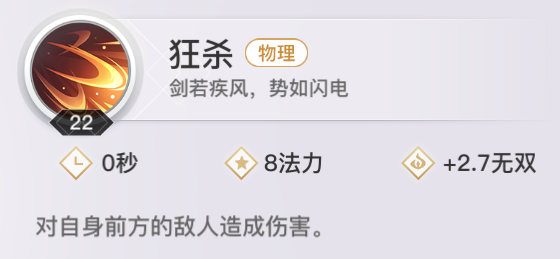 狂杀 物理
剑若疾风，势如闪电
22
0秒 8法力 +2.7无双
对自身前方的敌人造成伤害。